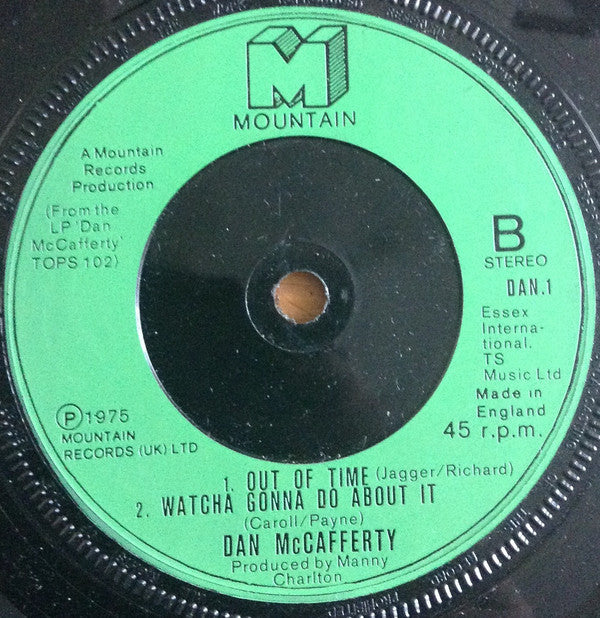 M
MOUNTAIN
A Mountain
Records
Production
(From the
LP 'Dan
McCafferty'
TOPS 102)
B
STEREO
DAN.1
Essex
Interna-
tional.
TS
Music Ltd
Made in
England
45 r.p.m.
Ⓟ1975
MOUNTAIN
RECORDS (UK) LTD
1. OUT OF TIME (Jagger/Richard)
2. WATCHA GONNA DO ABOUT IT
(Caroll/Payne)
DAN McCAFFERTY
Produced by Manny
Charlton